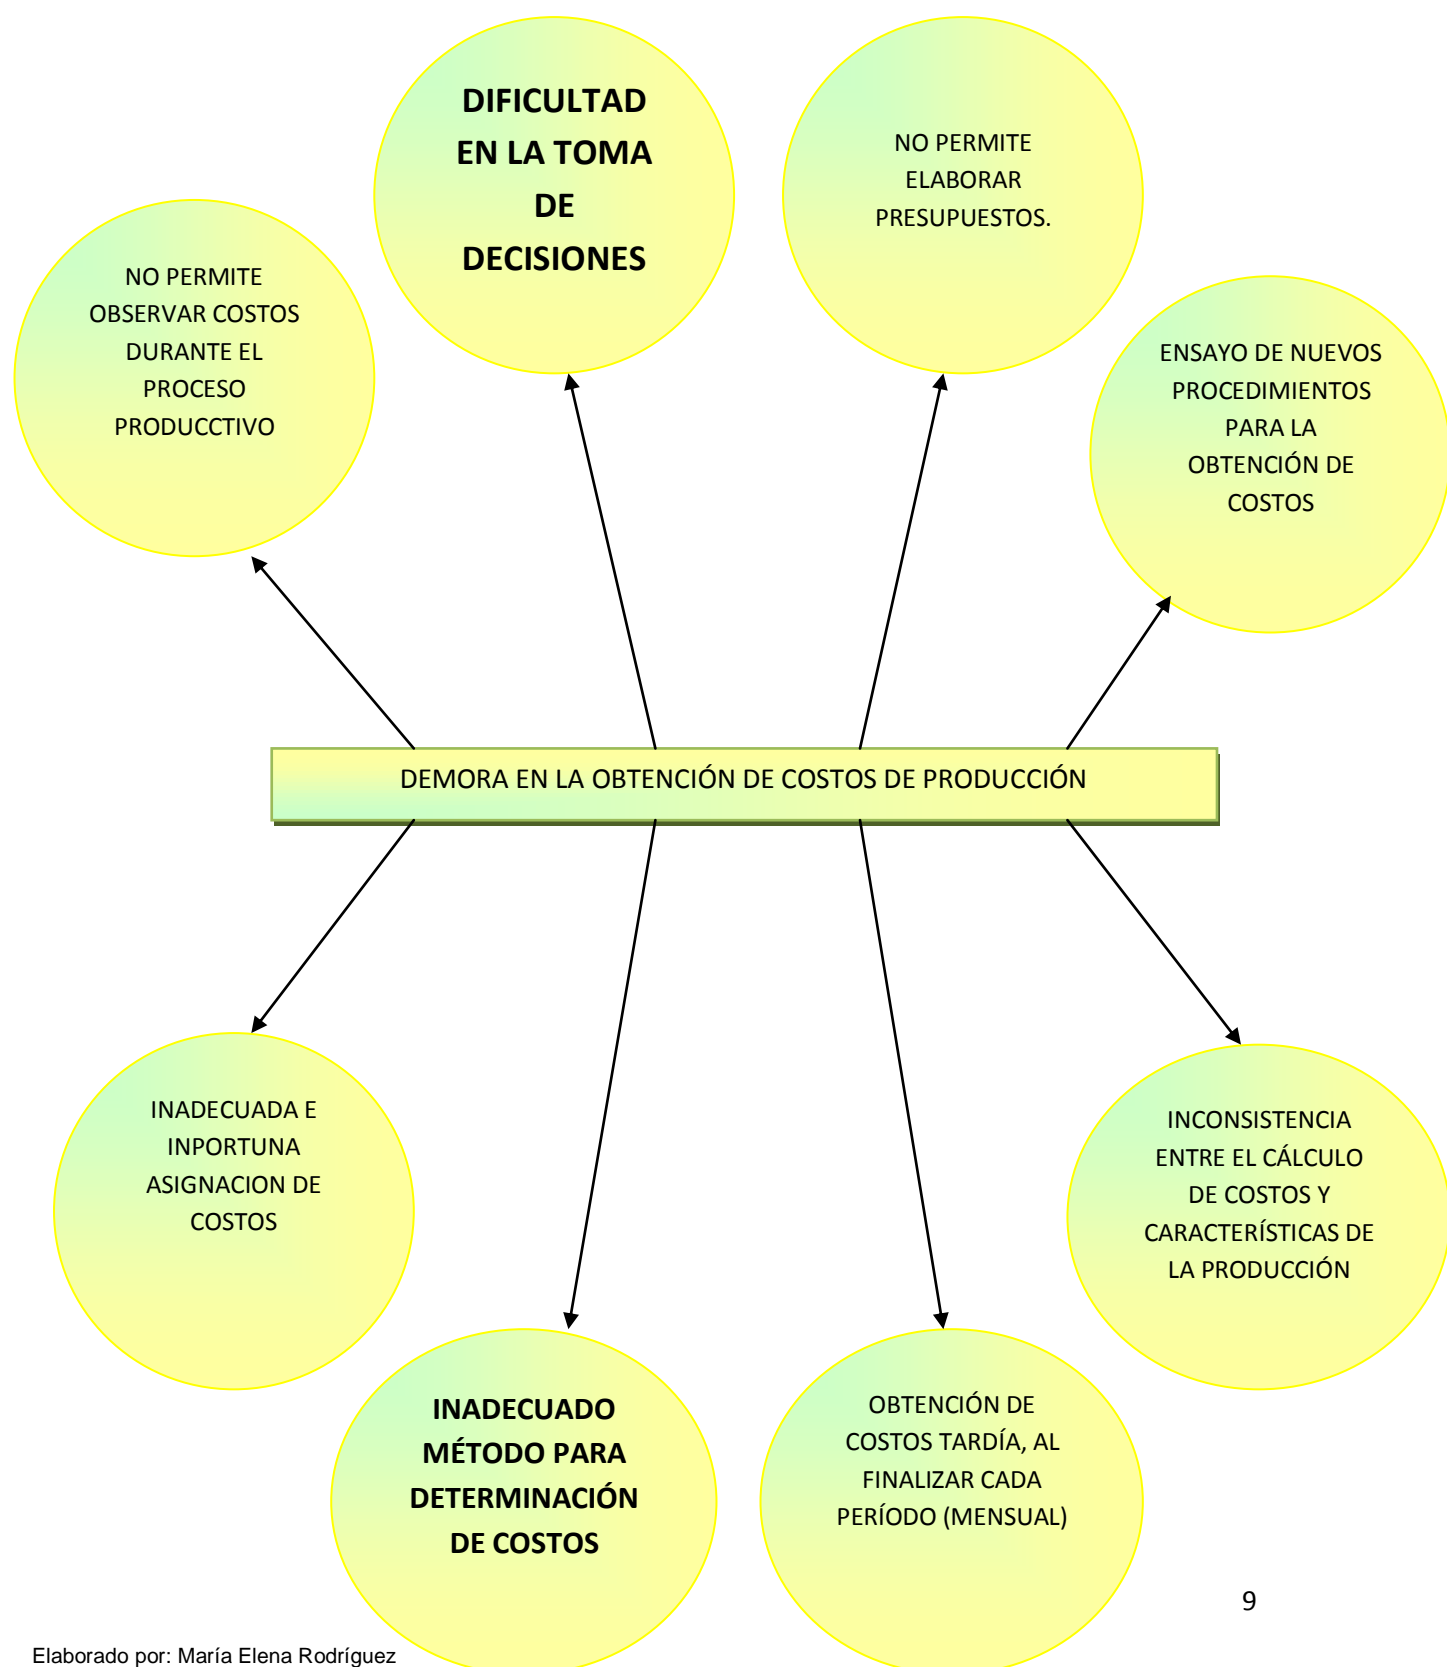 DIFICULTAD
EN LA TOMA
DE
DECISIONES
NO PERMITE
ELABORAR
PRESUPUESTOS.
NO PERMITE
OBSERVAR COSTOS
DURANTE EL
PROCESO
PRODUCCTIVO
ENSAYO DE NUEVOS
PROCEDIMIENTOS
PARA LA
OBTENCIÓN DE
COSTOS
DEMORA EN LA OBTENCIÓN DE COSTOS DE PRODUCCIÓN
INADECUADA E
INPORTUNA
ASIGNACION DE
COSTOS
INCONSISTENCIA
ENTRE EL CÁLCULO
DE COSTOS Y
CARACTERÍSTICAS DE
LA PRODUCCIÓN
INADECUADO
MÉTODO PARA
DETERMINACIÓN
DE COSTOS
OBTENCIÓN DE
COSTOS TARDÍA, AL
FINALIZAR CADA
PERÍODO (MENSUAL)
9
Elaborado por: María Elena Rodríguez